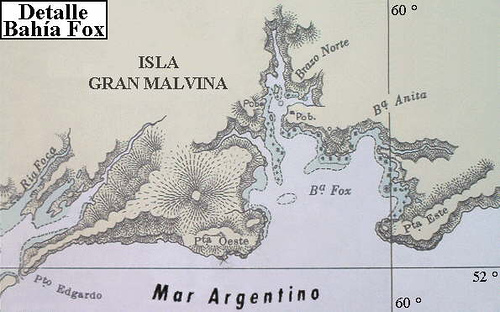 Detalle
Bahía Fox
60 °
ISLA
GRAN MALVINA
Brazo Norte
Bª Anita
Pob.
Pob.
Ria Foca
Bª Fox
Pta Oeste
Pta Este
52 °
Pto Edgardo
Mar Argentino
60 °